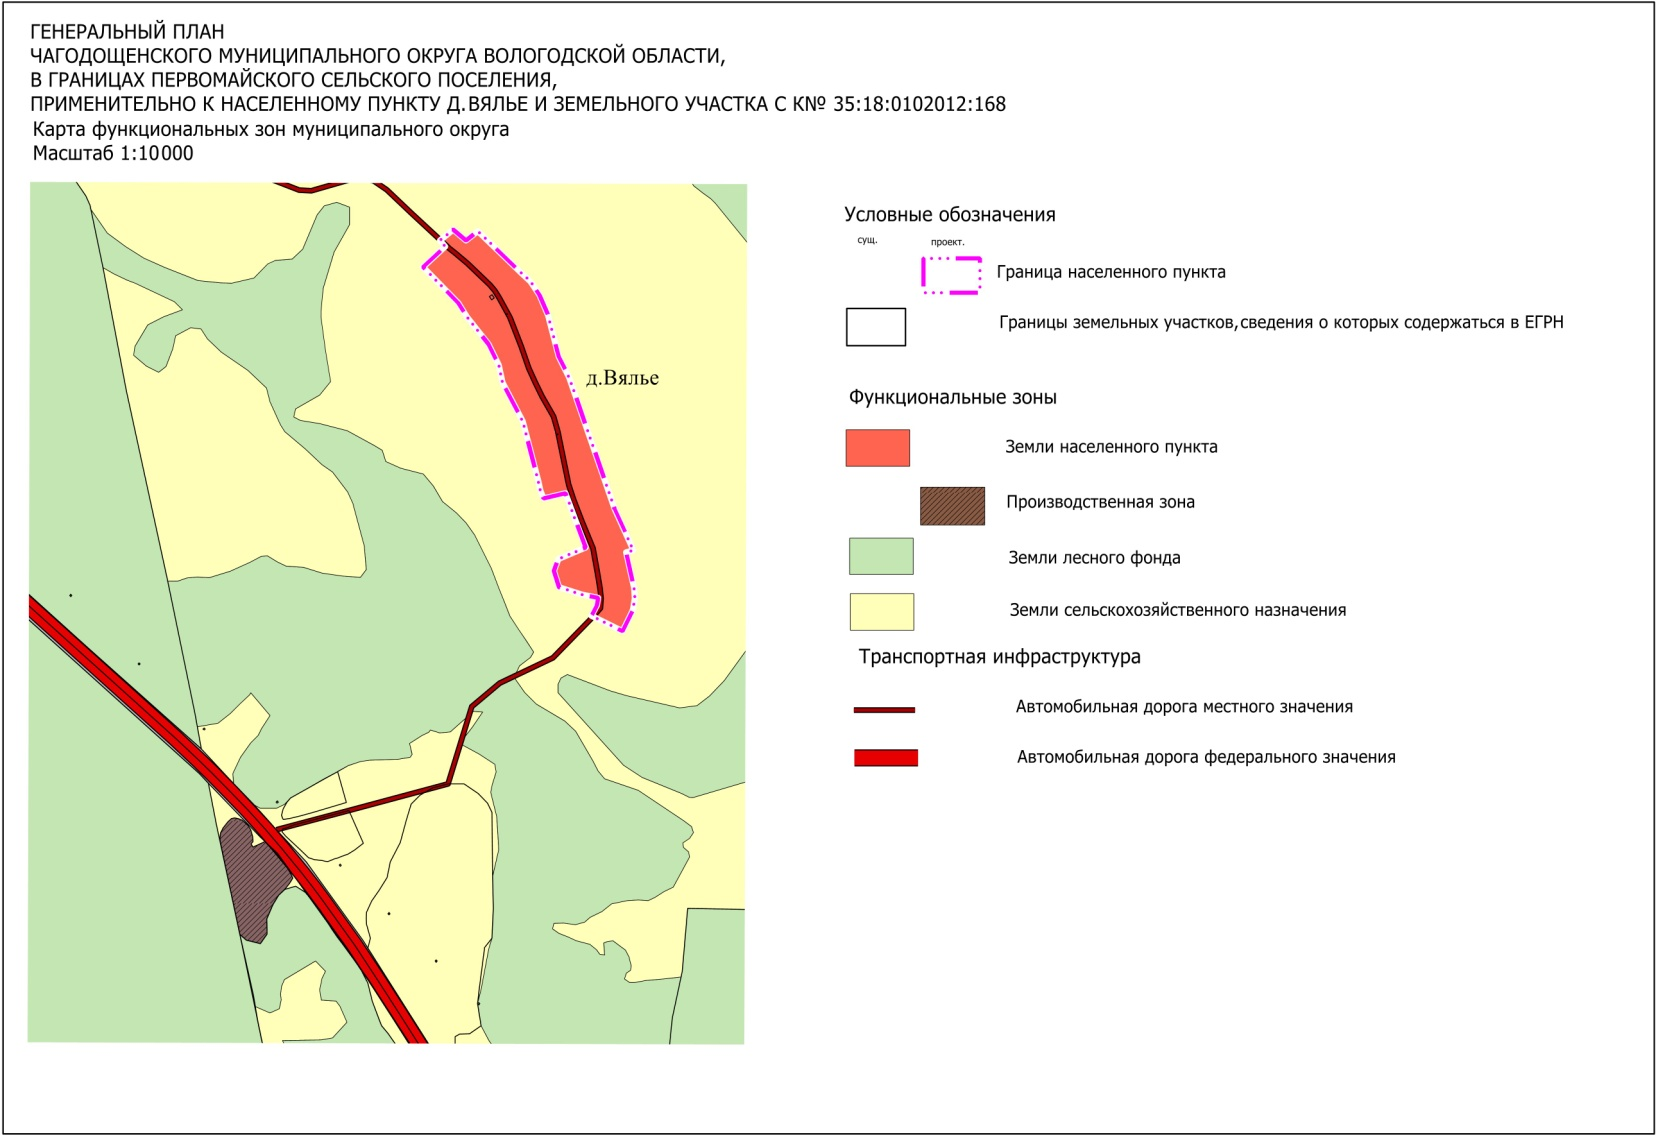 ГЕНЕРАЛЬНЫЙ ПЛАН
ЧАГОДОЩЕНСКОГО МУНИЦИПАЛЬНОГО ОКРУГА ВОЛОГОДСКОЙ ОБЛАСТИ,
В ГРАНИЦАХ ПЕРВОМАЙСКОГО СЕЛЬСКОГО ПОСЕЛЕНИЯ,
ПРИМЕНИТЕЛЬНО К НАСЕЛЕННОМУ ПУНКТУ Д.ВЯЛЬЕ И ЗЕМЕЛЬНОГО УЧАСТКА С К№ 35:18:0102012:168
Карта функциональных зон муниципального округа
Масштаб 1:10000
д.Вялье
Условные обозначения
сущ. проект.
Граница населенного пункта
Границы земельных участков,сведения о которых содержаться в ЕГРН
Функциональные зоны
Земли населенного пункта
Производственная зона
Земли лесного фонда
Земли сельскохозяйственного назначения
Транспортная инфраструктура
Автомобильная дорога местного значения
Автомобильная дорога федерального значения